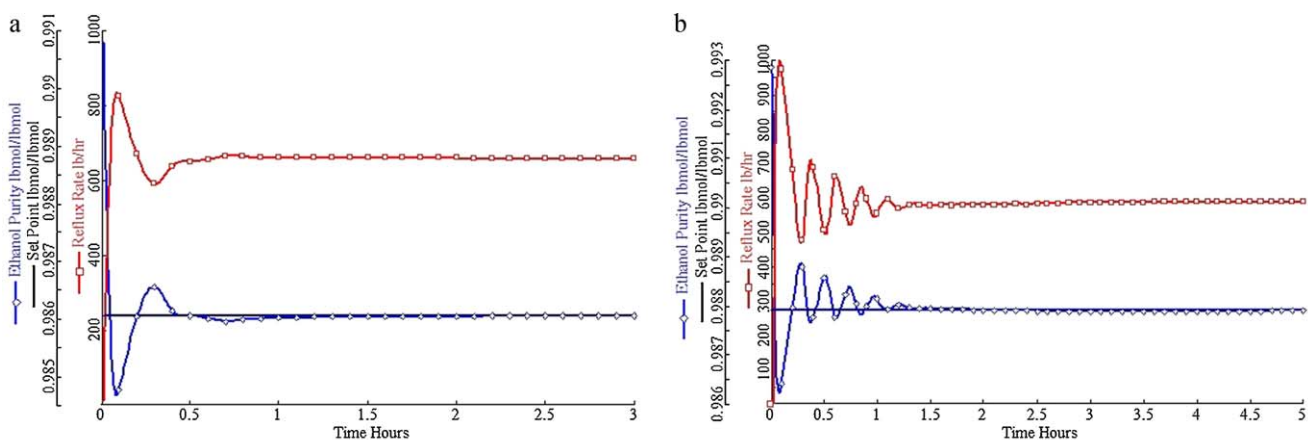 a
Ethanol Purity lbmol/lbmol
Set Point lbmol/lbmol
Reflux Rate lb/hr
0.991
0.99
0.989
0.988
0.987
0.986
0.985
1000
800
600
400
200
0 0.5 1 1.5 2 2.5 3
Time Hours
b
Ethanol Purity lbmol/lbmol
Set Point lbmol/lbmol
Reflux Rate lb/hr
0.993
0.992
0.991
0.99
0.989
0.988
0.987
0.986
1000
900
800
700
600
500
400
300
100
0 0.5 1 1.5 2 2.5 3 3.5 4 4.5 5
Time Hours